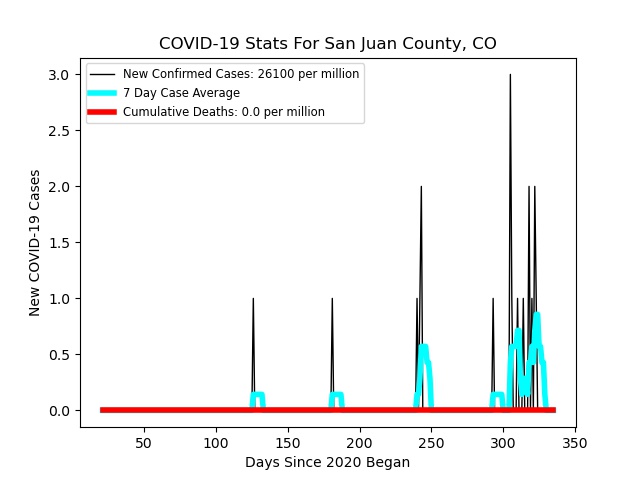 COVID-19 Stats For San Juan County, CO
New Confirmed Cases: 26100 per million
7 Day Case Average
Cumulative Deaths: 0.0 per million
New COVID-19 Cases
3.0
2.5
2.0
1.5
1.0
0.5
0.0
50 100 150 200 250 300 350
Days Since 2020 Began